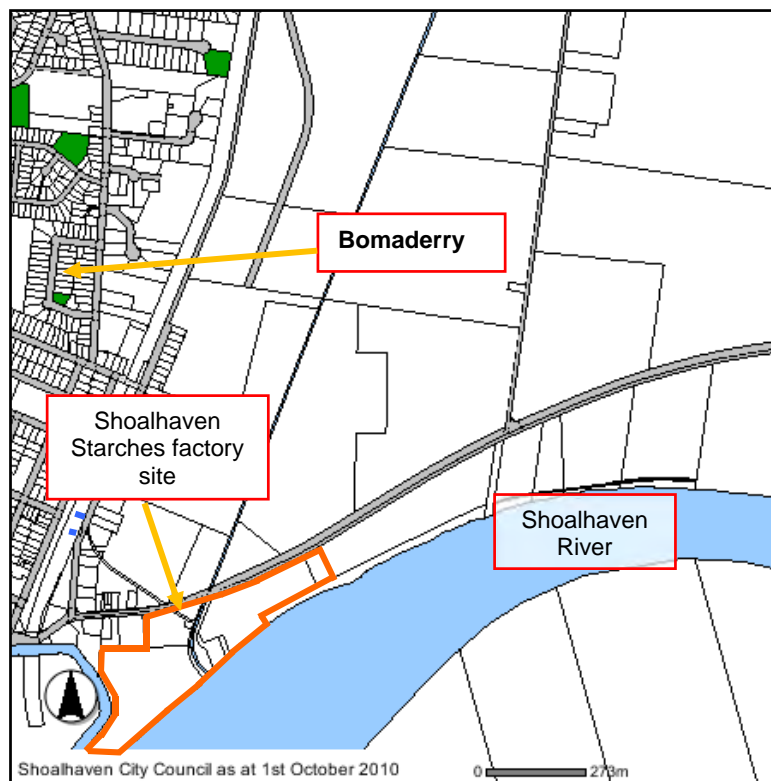 Bomaderry
Shoalhaven
Starches factory
site
Shoalhaven
River
Shoalhaven City Council as at 1st October 2010
0 273m